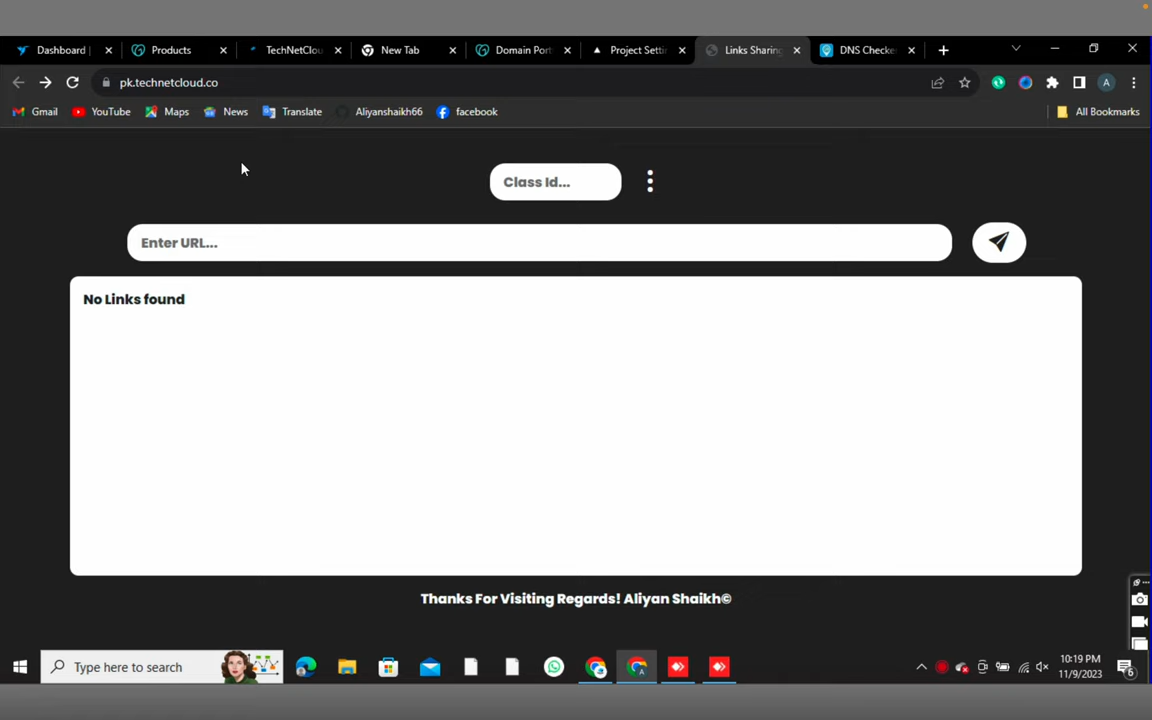 Dashboard
Products
TechNetClou
New Tab
Domain Port
Project Setti
Links Sharing
DNS Checke
pk.technetcloud.co
A
Gmail
YouTube
Maps
News
Translate
Aliyanshaikh66
facebook
All Bookmarks
Class Id...
Enter URL...
No Links found
Thanks For Visiting Regards! Aliyan Shaikh©
Type here to search
10:19 PM
11/9/2023
6